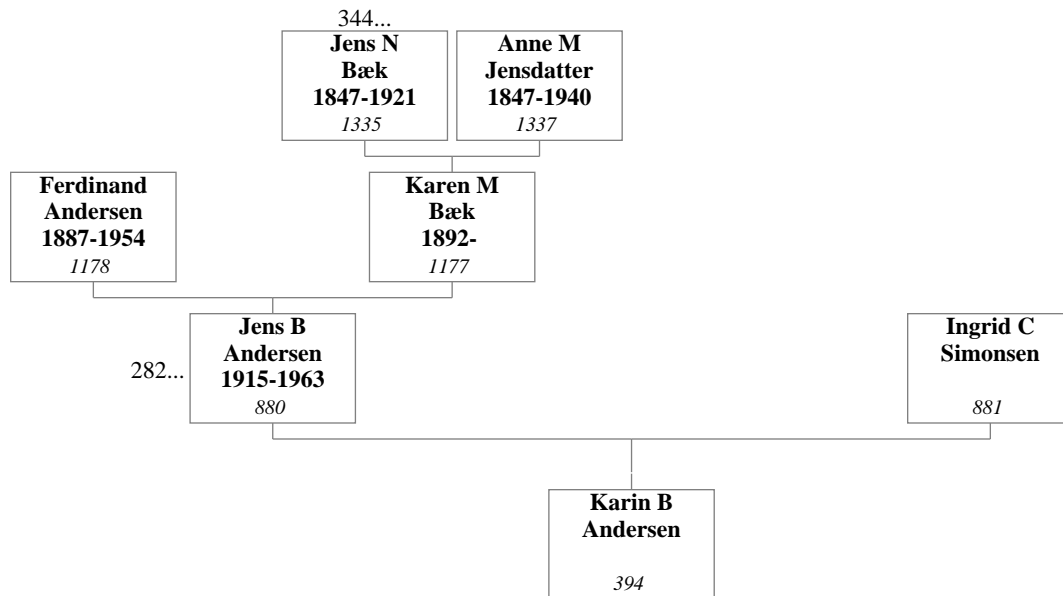 344...
Jens N
Bæk
1847-1921
1335
Anne M
Jensdatter
1847-1940
1337
Ferdinand
Andersen
1887-1954
1178
Karen M
Bæk
1892-
1177
282...
Jens B
Andersen
1915-1963
880
Ingrid C
Simonsen
881
Karin B
Andersen
394